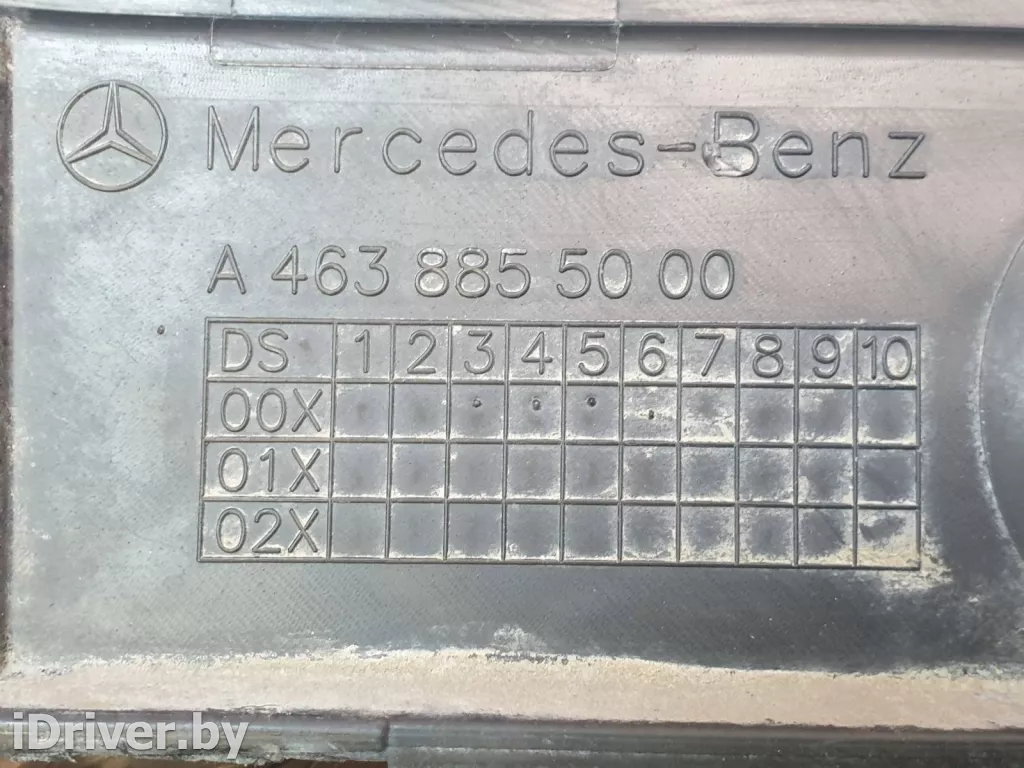 Mercedes-Benz
A 463 885 50 00
DS 1 2 3 4 5 6 7 8 9 10
00X
01X
02X
iDriver.by